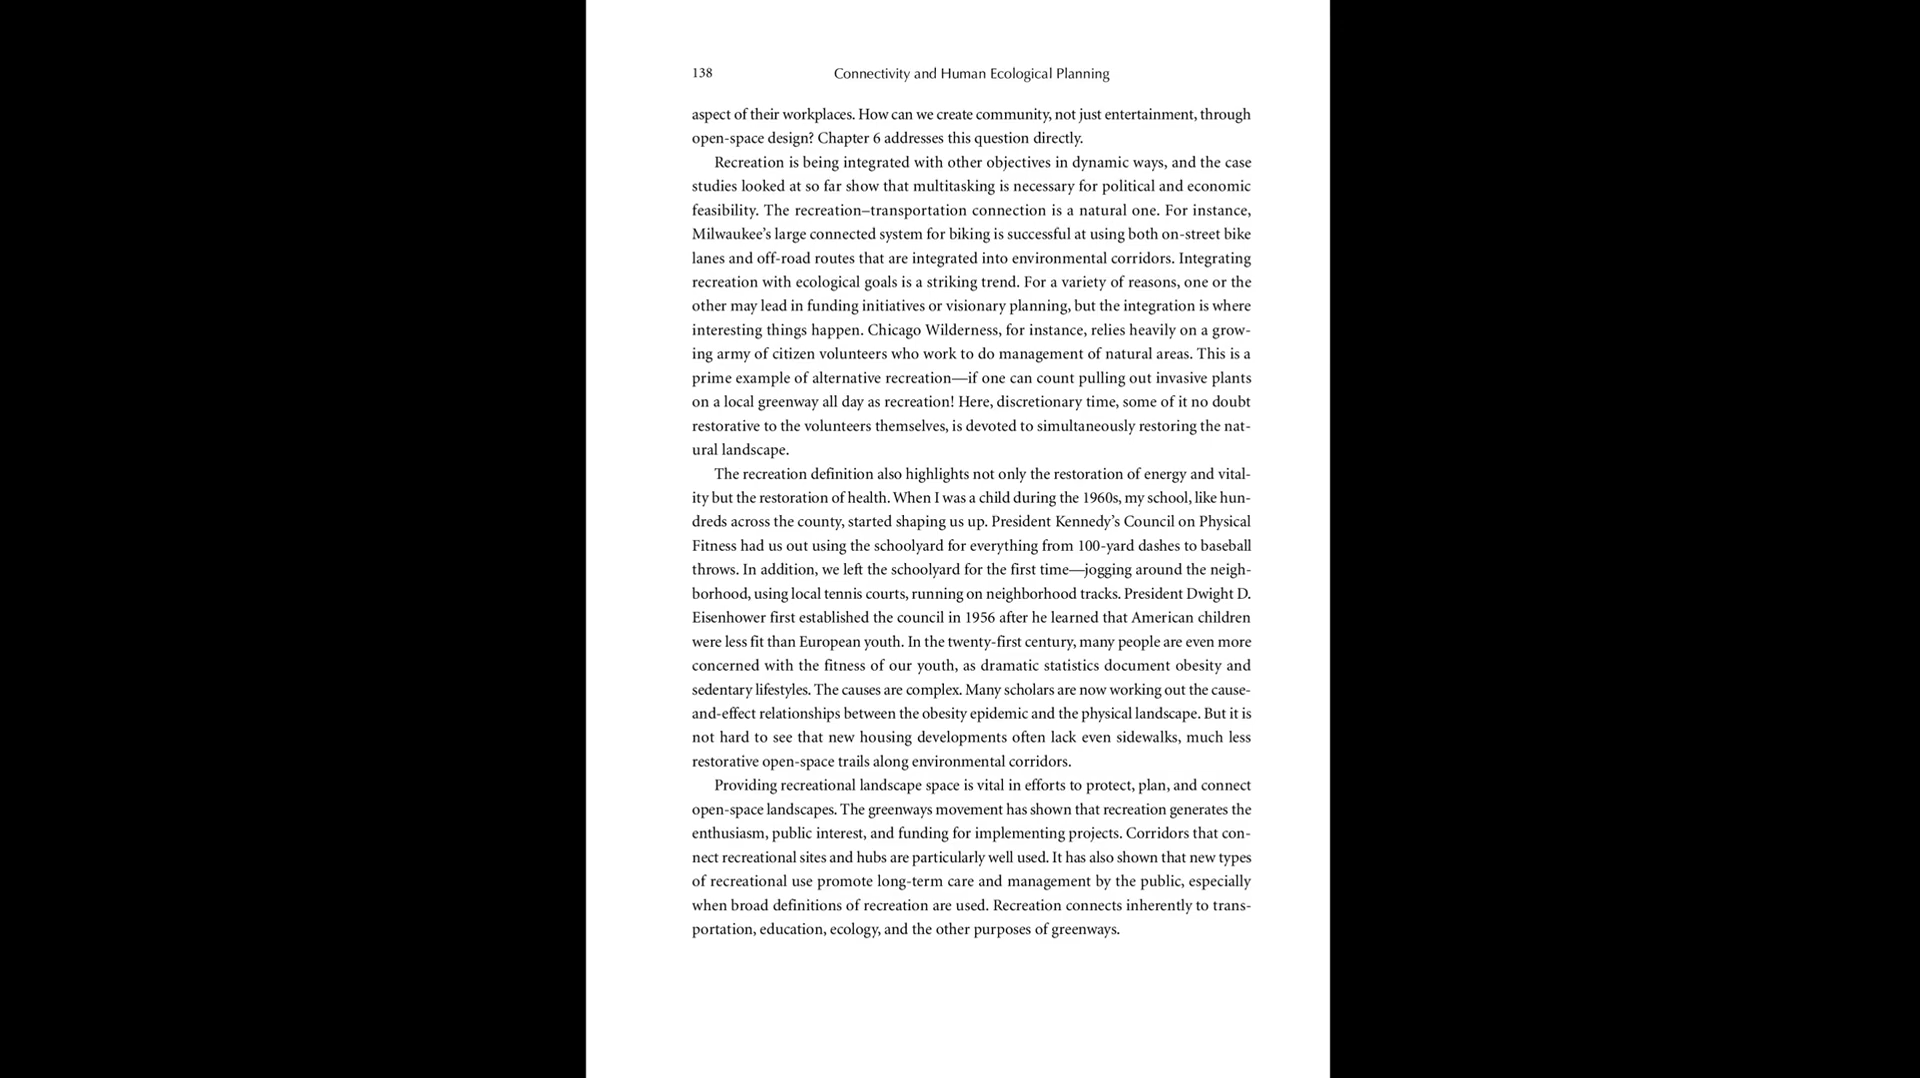 138
Connectivity and Human Ecological Planning
aspect of their workplaces. How can we create community, not just entertainment, through
open-space design? Chapter 6 addresses this question directly.
Recreation is being integrated with other objectives in dynamic ways, and the case
studies looked at so far show that multitasking is necessary for political and economic
feasibility. The recreation–transportation connection is a natural one. For instance,
Milwaukee’s large connected system for biking is successful at using both on-street bike
lanes and off-road routes that are integrated into environmental corridors. Integrating
recreation with ecological goals is a striking trend. For a variety of reasons, one or the
other may lead in funding initiatives or visionary planning, but the integration is where
interesting things happen. Chicago Wilderness, for instance, relies heavily on a grow-
ing army of citizen volunteers who work to do management of natural areas. This is a
prime example of alternative recreation—if one can count pulling out invasive plants
on a local greenway all day as recreation! Here, discretionary time, some of it no doubt
restorative to the volunteers themselves, is devoted to simultaneously restoring the nat-
ural landscape.
The recreation definition also highlights not only the restoration of energy and vital-
ity but the restoration of health. When I was a child during the 1960s, my school, like hun-
dreds across the county, started shaping us up. President Kennedy’s Council on Physical
Fitness had us out using the schoolyard for everything from 100-yard dashes to baseball
throws. In addition, we left the schoolyard for the first time—jogging around the neigh-
borhood, using local tennis courts, running on neighborhood tracks. President Dwight D.
Eisenhower first established the council in 1956 after he learned that American children
were less fit than European youth. In the twenty-first century, many people are even more
concerned with the fitness of our youth, as dramatic statistics document obesity and
sedentary lifestyles. The causes are complex. Many scholars are now working out the cause-
and-effect relationships between the obesity epidemic and the physical landscape. But it is
not hard to see that new housing developments often lack even sidewalks, much less
restorative open-space trails along environmental corridors.
Providing recreational landscape space is vital in efforts to protect, plan, and connect
open-space landscapes. The greenways movement has shown that recreation generates the
enthusiasm, public interest, and funding for implementing projects. Corridors that con-
nect recreational sites and hubs are particularly well used. It has also shown that new types
of recreational use promote long-term care and management by the public, especially
when broad definitions of recreation are used. Recreation connects inherently to trans-
portation, education, ecology, and the other purposes of greenways.